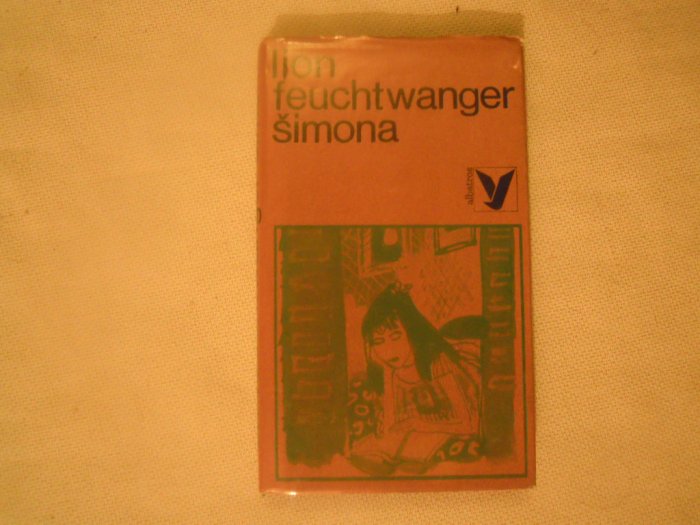 lion
feuchtwanger
šimona
albatros